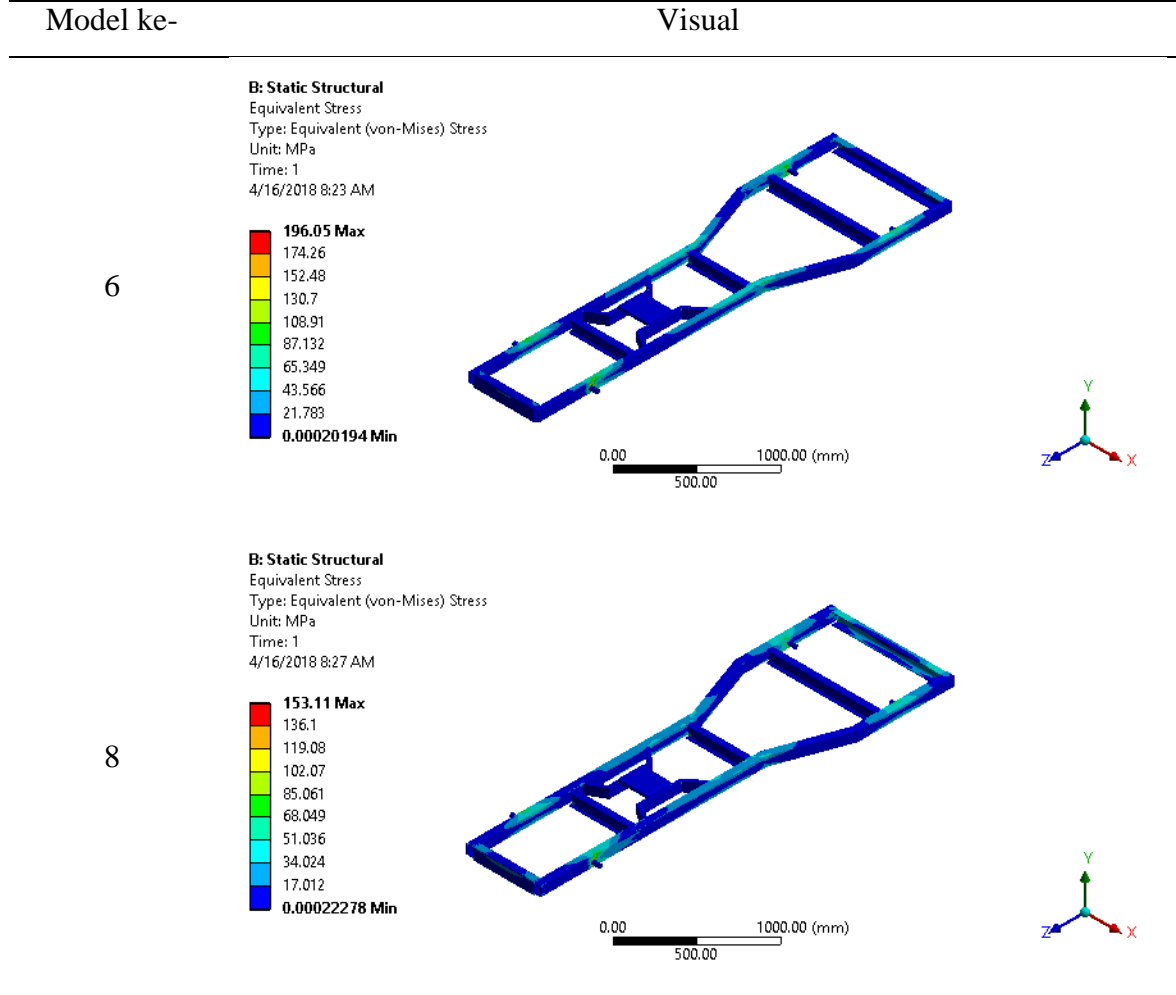 Model ke- Visual
6
B: Static Structural
Equivalent Stress
Type: Equivalent (von-Mises) Stress
Unit: MPa
Time: 1
4/16/2018 8:23 AM
196.05 Max
174.26
152.48
130.7
108.91
87.132
65.349
43.566
21.783
0.00020194 Min
0.00 1000.00 (mm)
500.00
Y
Z X
8
B: Static Structural
Equivalent Stress
Type: Equivalent (von-Mises) Stress
Unit: MPa
Time: 1
4/16/2018 8:27 AM
153.11 Max
136.1
119.08
102.07
85.061
68.049
51.036
34.024
17.012
0.00022278 Min
0.00 1000.00 (mm)
500.00
Y
Z X